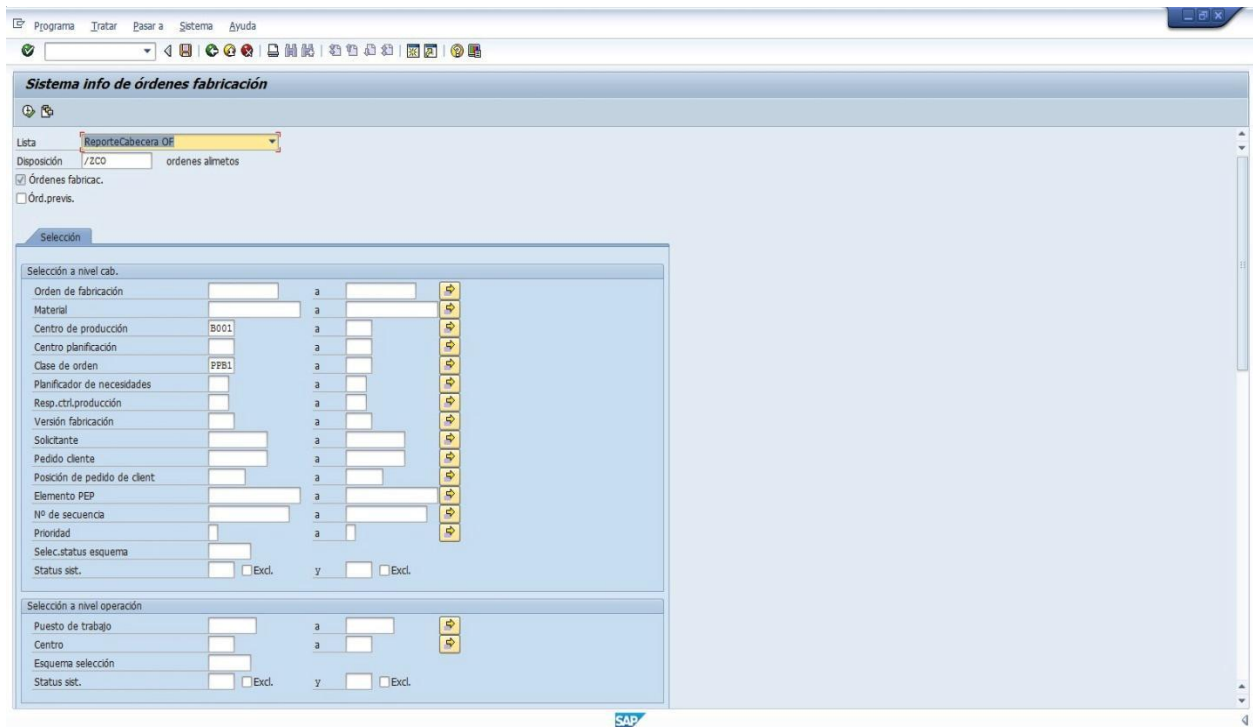 Programa Tratar Pasar a Sistema Ayuda
Sistema info de órdenes fabricación
Lista ReporteCabecera OF
Disposición /ZCO ordenes almetos
Órdenes fabricac.
Órd.previs.
Selección
Selección a nivel cab.
Orden de fabricación a
Material a
Centro de producción B001 a
Centro planificación a
Clase de orden PPB1 a
Planificador de necesidades a
Resp.ctrl.producción a
Versión fabricación a
Solicitante a
Pedido cliente a
Posición de pedido de client a
Elemento PEP a
Nº de secuencia a
Prioridad a
Selec.status esquema
Status sist. Excl. y Excl.
Selección a nivel operación
Puesto de trabajo a
Centro a
Esquema selección
Status sist. Excl. y Excl.
SAP